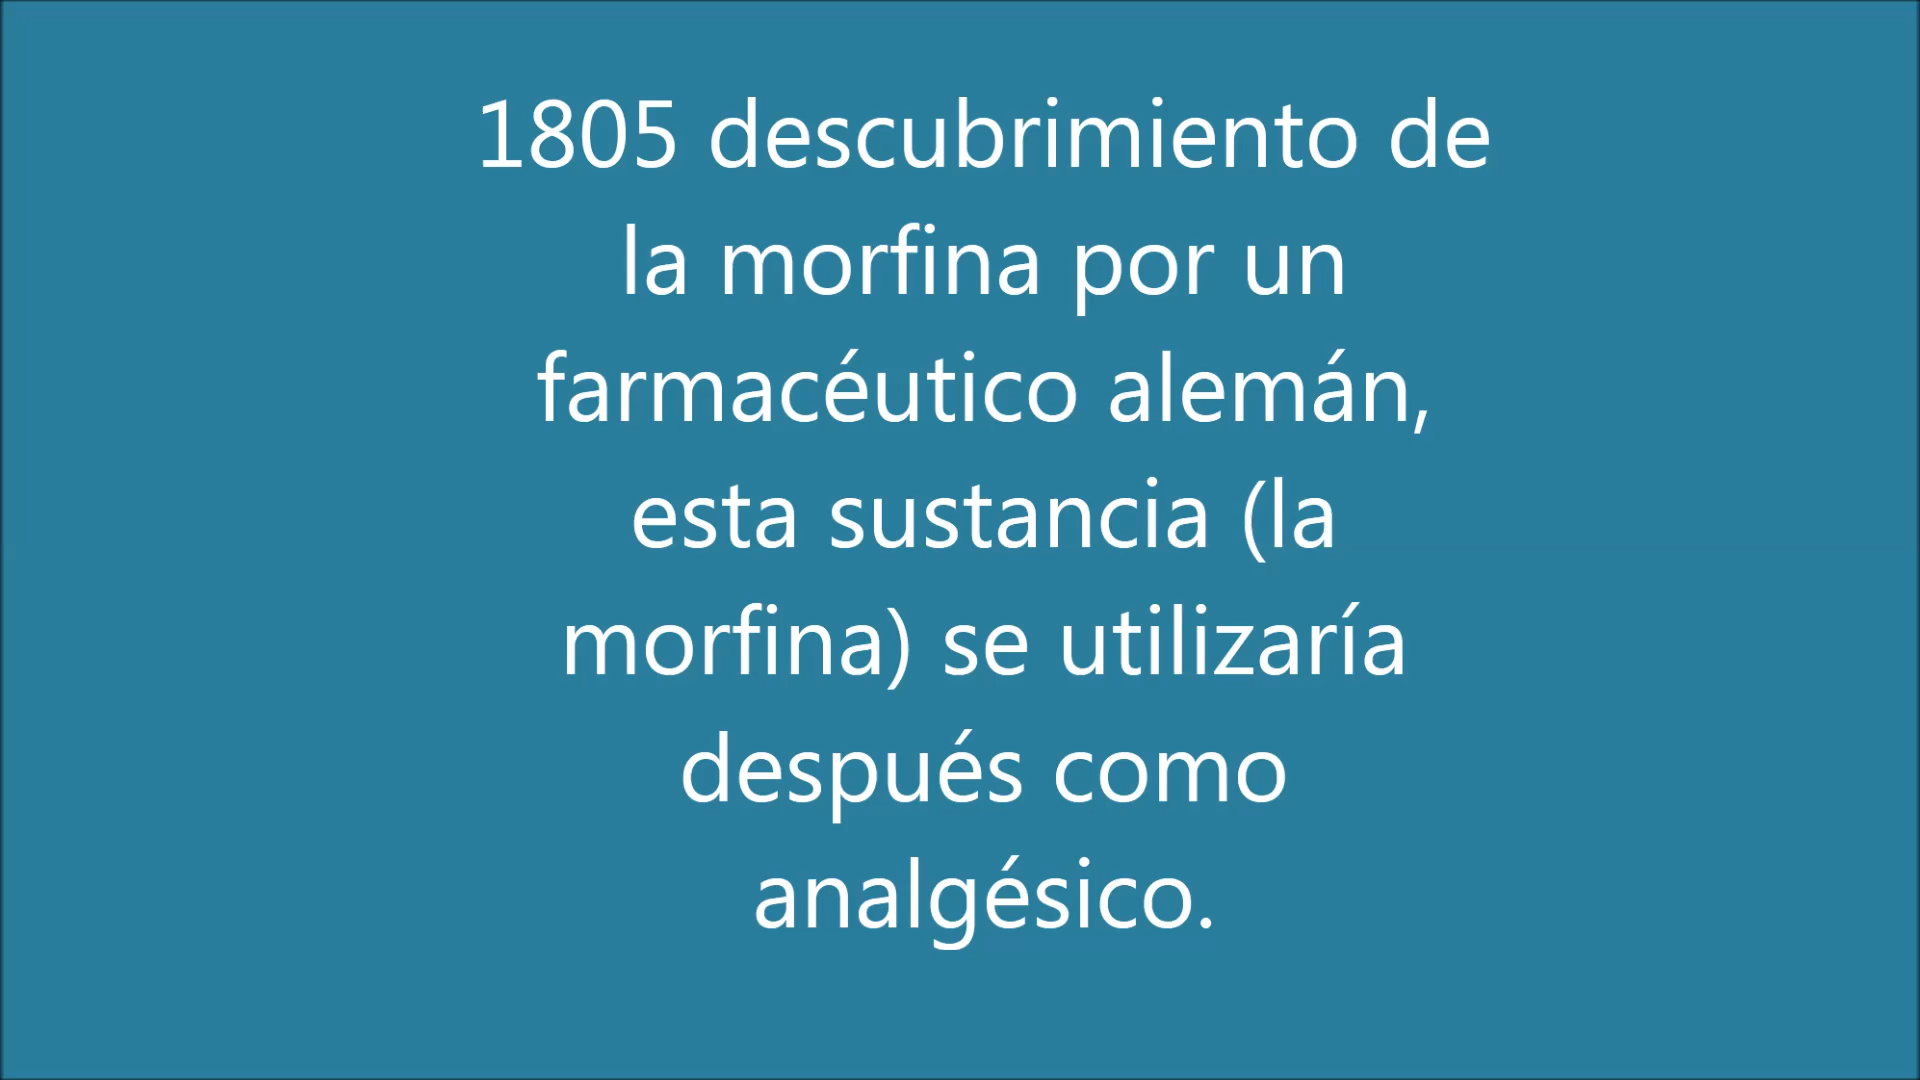 1805 descubrimiento de
la morfina por un
farmacéutico alemán,
esta sustancia (la
morfina) se utilizaría
después como
analgésico.